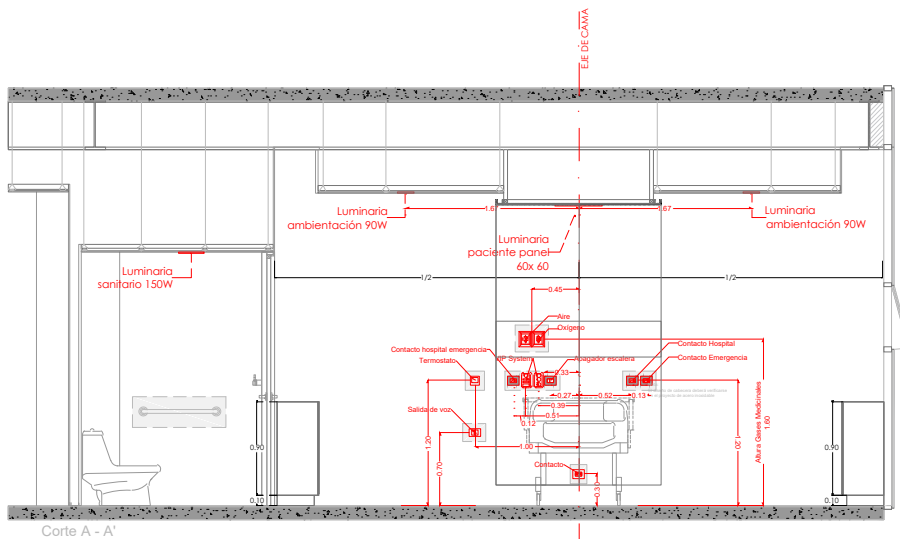 EJE DE CAMA
1.67
1.67
Luminaria
ambientación 90W
Luminaria
ambientación 90W
Luminaria
paciente panel
60x 60
Luminaria
sanitario 150W
1/2
1/2
0.45
Aire
Oxígeno
Contacto hospital emergencia
Termostato
Apagador escalera
Contacto Hospital
Contacto Emergencia
0.33
0.27
0.52
0.13
0.39
0.51
0.12
Salida de voz
1.00
Contacto
0.90
0.10
1.20
0.70
0.30
1.20
Altura Gases Medicinales
1.60
0.90
0.10
Corte A - A'